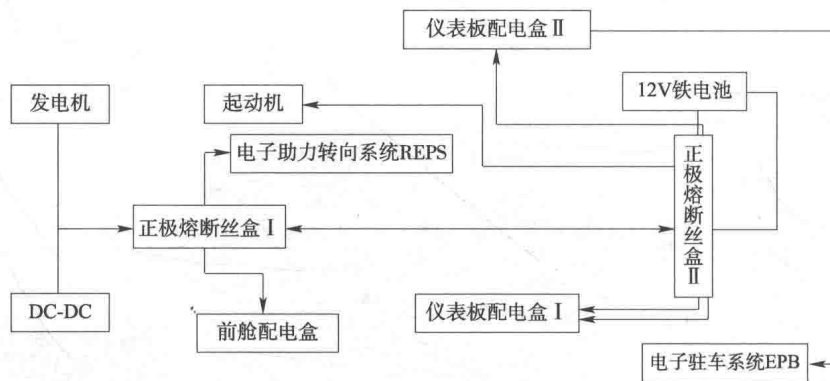 仪表板配电盒Ⅱ
发电机
起动机
12V铁电池
电子助力转向系统REPS
正极熔断丝盒Ⅰ
正极熔断丝盒Ⅱ
DC-DC
前舱配电盒
仪表板配电盒Ⅰ
电子驻车系统EPB